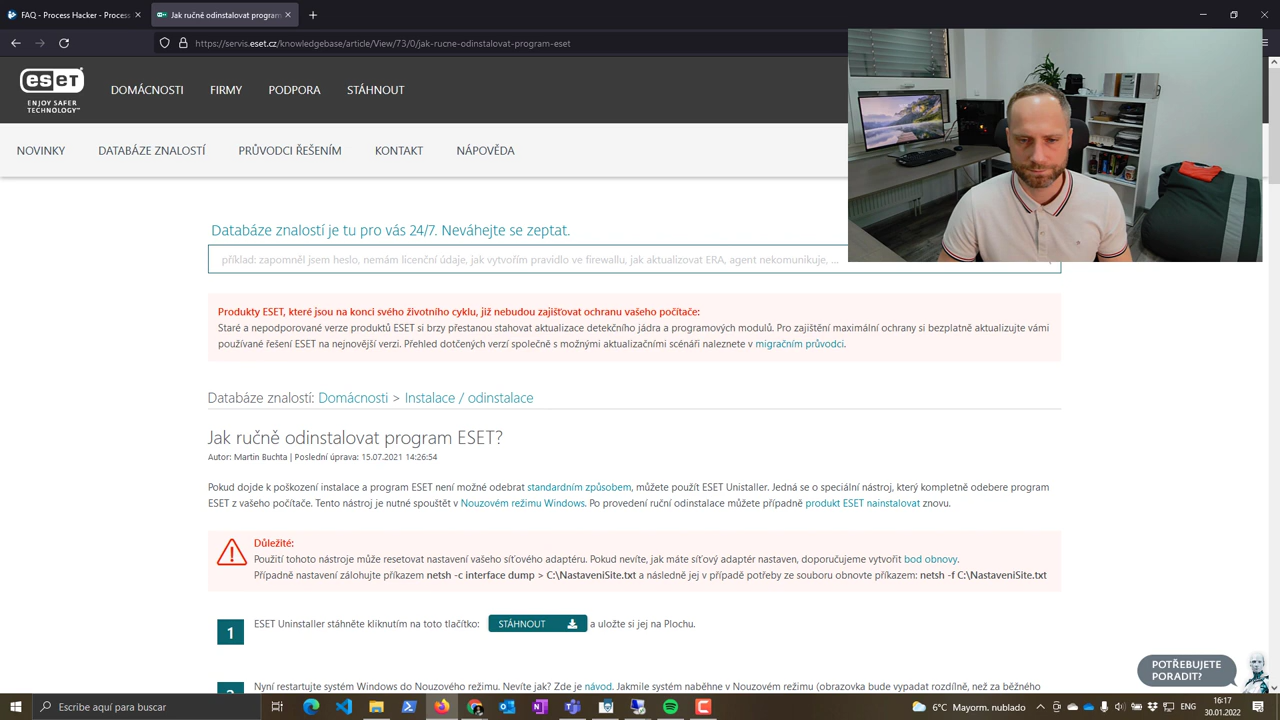 FAQ - Process Hacker
Jak ručně odinstalovat progran
https://servis.eset.cz/knowledgebase/article/View/73/0/jak-rucne-odinstalovat-program-eset
eset
ENJOY SAFER
TECHNOLOGY™
DOMÁCNOSTI FIRMY PODPORA STÁHNOUT
NOVINKY DATABÁZE ZNALOSTÍ PRŮVODCI ŘEŠENÍM KONTAKT NÁPOVĚDA
Databáze znalostí je tu pro vás 24/7. Neváhejte se zeptat.
příklad: zapomněl jsem heslo, nemám licenční údaje, jak vytvořím pravidlo ve firewallu, jak aktualizovat ERA, agent nekomunikuje, ...
Produkty ESET, které jsou na konci svého životního cyklu, již nebudou zajišťovat ochranu vašeho počítače:
Staré a nepodporované verze produktů ESET si brzy přestanou stahovat aktualizace detekčního jádra a programových modulů. Pro zajištění maximální ochrany si bezplatně aktualizujte vámi
používané řešení ESET na nejnovější verzi. Přehled dotčených verzí společně s možnými aktualizačními scénáři naleznete v migračním průvodci.
Databáze znalostí: Domácnosti > Instalace / odinstalace
Jak ručně odinstalovat program ESET?
Autor: Martin Buchta | Poslední úprava: 15.07.2021 14:26:54
Pokud dojde k poškození instalace a program ESET není možné odebrat standardním způsobem, můžete použít ESET Unistaller. Jedná se o speciální nástroj, který kompletně odebere program
ESET z vašeho počítače. Tento nástroj je nutné spouštět v Nouzovém režimu Windows. Po provedení ruční odinstalace můžete případně produkt ESET nainstalovat znovu.
Důležité:
Použití tohoto nástroje může resetovat nastavení vašeho síťového adaptéru. Pokud nevíte, jak máte síťový adaptér nastaven, doporučujeme vytvořit bod obnovy.
Případně nastavení zálohujte příkazem netsh -c interface dump > C:\NastaveniSite.txt a následně jej v případě potřeby ze souboru obnovte příkazem: netsh -f C:\NastaveniSite.txt
1 ESET Uninstaller stáhněte kliknutím na toto tlačítko: STÁHNOUT a uložte si jej na Plochu.
POTŘEBUJETE
PORADIT?
Nyní restartujte systém Windows do Nouzového režimu. Nevíte jak? Zde je návod. Jakmile systém naběhne v Nouzovém režimu (obrazovka bude vypadat rozdílně, než za běžného
Escribe aquí para buscar
16:17
30.01.2022